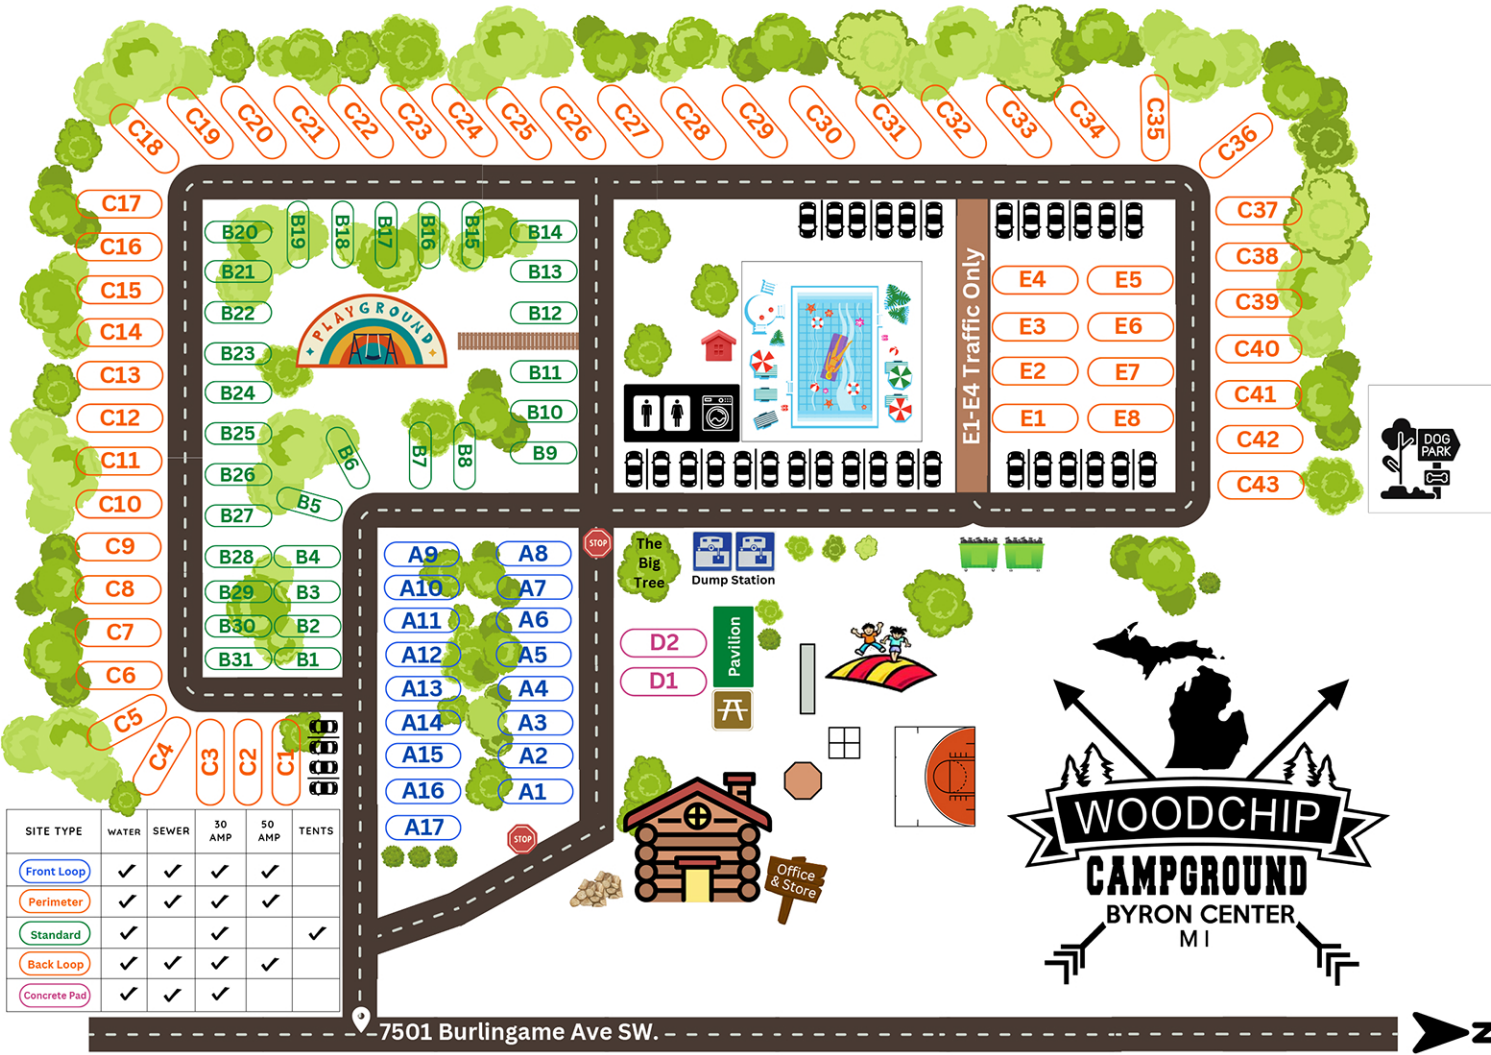 C18
C19
C20
C21
C22
C23
C24
C25
C26
C27
C28
C29
C30
C31
C32
C33
C34
C35
C36
C17
C16
C15
C14
C13
C12
C11
C10
C9
C8
C7
C6
C5
C4
C3
C2
C1
B20
B19
B18
B17
B16
B15
B14
B21
B13
B22
B12
PLAYGROUND
B23
B24
B11
B25
B10
B26
B6
B7
B8
B9
B27
B5
B28
B4
B29
B3
B30
B2
B31
B1
E1-E4 Traffic Only
E4
E5
E3
E6
E2
E7
E1
E8
C37
C38
C39
C40
C41
C42
C43
DOG
PARK
A9
A8
A10
A7
A11
A6
A12
A5
A13
A4
A14
A3
A15
A2
A16
A1
A17
STOP
STOP
The
Big
Tree
Dump Station
D2
D1
Pavilion
Office
& Store
WOODCHIP
CAMPGROUND
BYRON CENTER
MI
SITE TYPE WATER SEWER 30 AMP 50 AMP TENTS
Front Loop ✓ ✓ ✓ ✓
Perimeter ✓ ✓ ✓ ✓
Standard ✓ ✓ ✓
Back Loop ✓ ✓ ✓ ✓
Concrete Pad ✓ ✓ ✓
7501 Burlingame Ave SW.
N